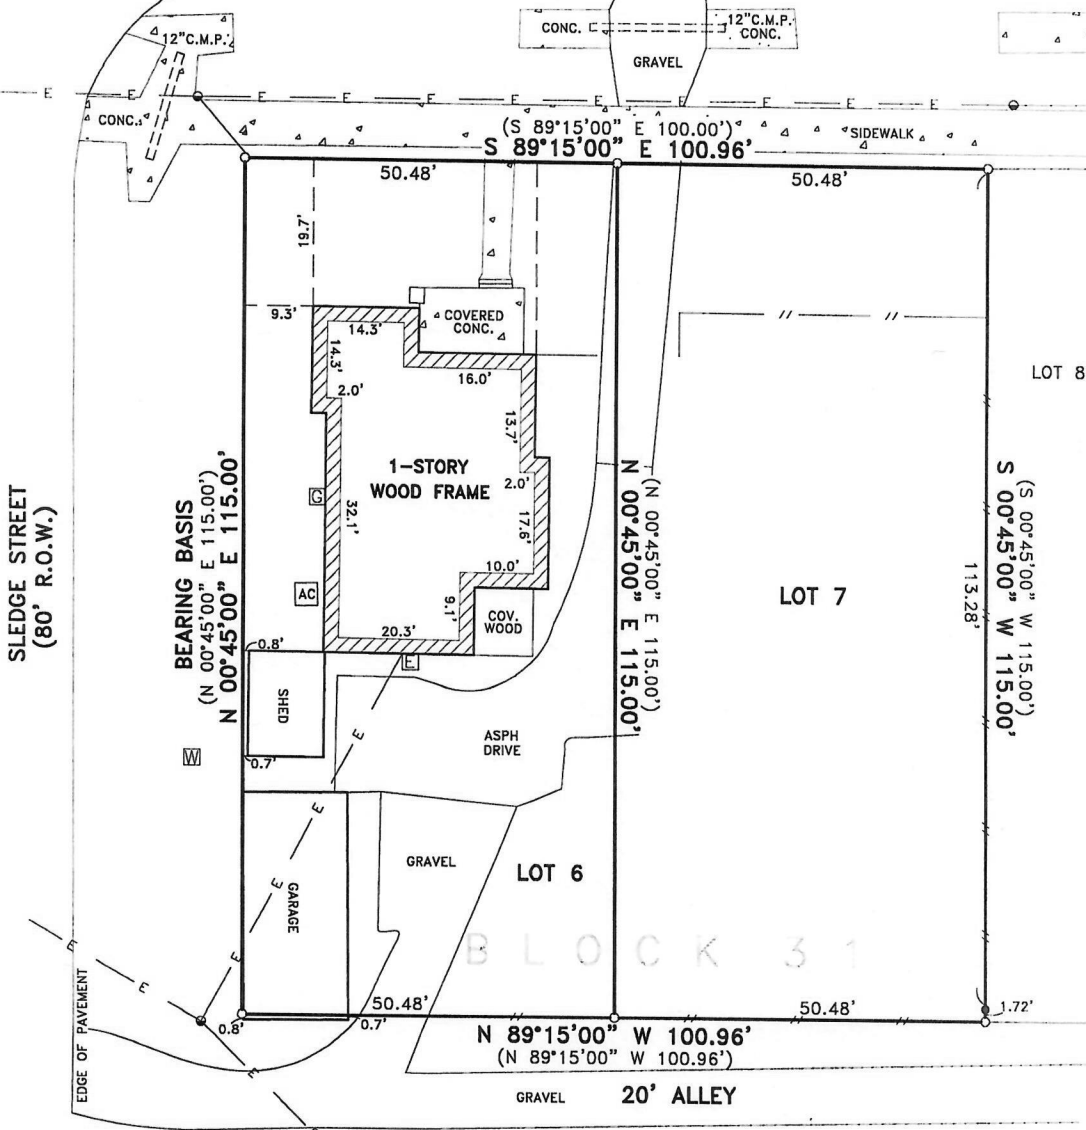 12"C.M.P.
CONC.
12"C.M.P.
CONC.
GRAVEL
E E E E E E E E E E
CONC.
(S 89°15'00" E 100.00')
SIDEWALK
S 89°15'00" E 100.96'
50.48'
50.48'
19.7'
9.3'
COVERED
CONC.
14.3'
14.3'
16.0'
2.0'
13.7'
LOT 8
1-STORY
WOOD FRAME
2.0'
G
32.1'
17.6'
10.0'
AC
9.1'
20.3'
COV.
WOOD
E
SLEDGE STREET
(80' R.O.W.)
BEARING BASIS
(N 00°45'00" E 115.00')
N 00°45'00" E 115.00'
(N 00°45'00" E 115.00')
N 00°45'00" E 115.00'
LOT 7
113.28'
S 00°45'00" W 115.00'
(S 00°45'00" W 115.00')
0.8'
SHED
0.7'
W
E
ASPH
DRIVE
E
GRAVEL
LOT 6
E
GARAGE
BLOCK 31
E
E
E
EDGE OF PAVEMENT
0.8'
0.7'
50.48'
50.48'
1.72'
N 89°15'00" W 100.96'
(N 89°15'00" W 100.96')
E
GRAVEL
20' ALLEY